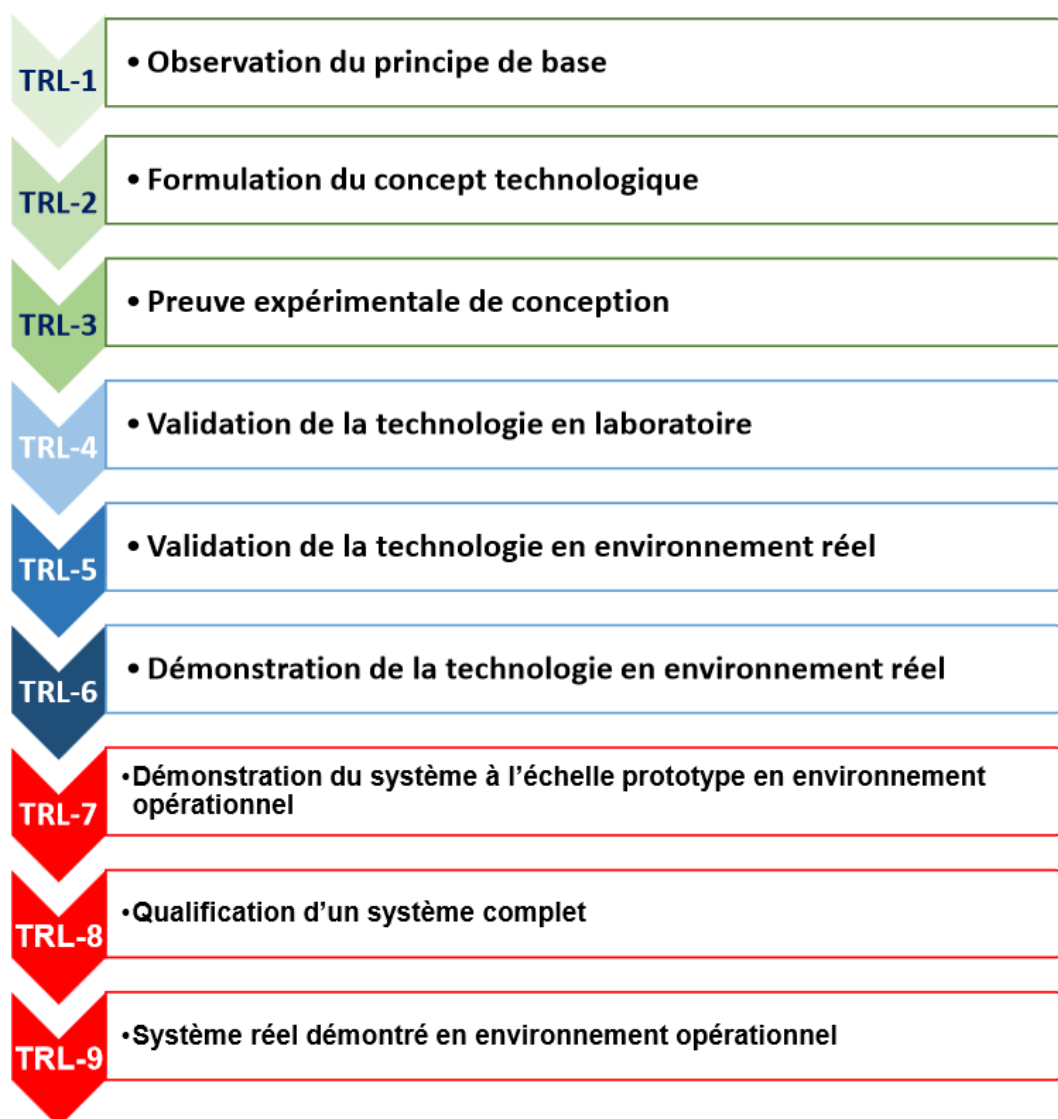 TRL-1
• Observation du principe de base
TRL-2
• Formulation du concept technologique
TRL-3
• Preuve expérimentale de conception
TRL-4
• Validation de la technologie en laboratoire
TRL-5
• Validation de la technologie en environnement réel
TRL-6
• Démonstration de la technologie en environnement réel
TRL-7
•Démonstration du système à l’échelle prototype en environnement
opérationnel
TRL-8
•Qualification d’un système complet
TRL-9
•Système réel démontré en environnement opérationnel